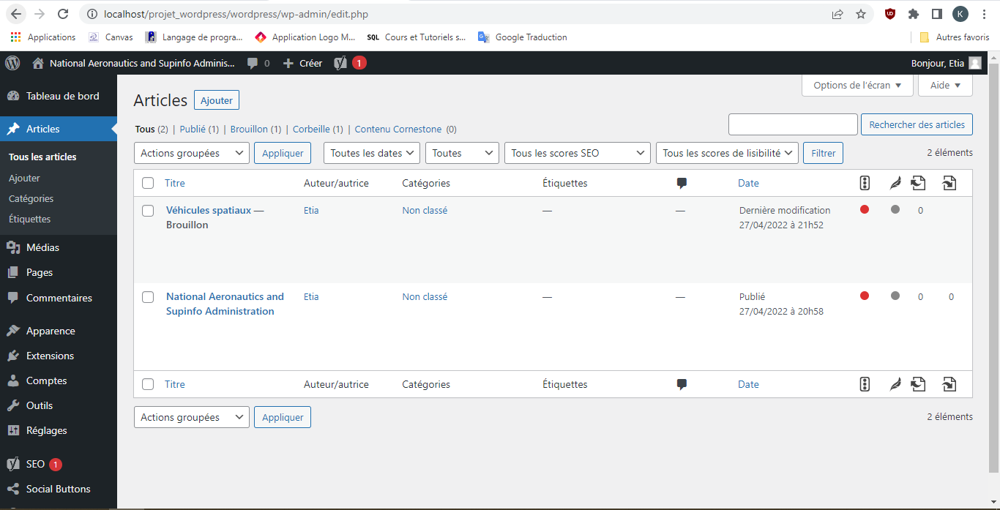 localhost/projet_wordpress/wordpress/wp-admin/edit.php
K
Applications Canvas Langage de progra... Application Logo M... SQL Cours et Tutoriels s... Google Traduction Autres favoris
National Aeronautics and Supinfo Adminis... 0 Créer 1 Bonjour, Etia
Tableau de bord
Articles
Tous les articles
Ajouter
Catégories
Étiquettes
Médias
Pages
Commentaires
Apparence
Extensions
Comptes
Outils
Réglages
SEO 1
Social Buttons
Options de l'écran Aide
Articles Ajouter
Tous (2) | Publié (1) | Brouillon (1) | Corbeille (1) | Contenu Cornestone (0)
Rechercher des articles
Actions groupées Appliquer Toutes les dates Toutes Tous les scores SEO Tous les scores de lisibilité Filtrer 2 éléments
Titre Auteur/autrice Catégories Étiquettes Date
Véhicules spatiaux — Etia Non classé — — Dernière modification 0
Brouillon 27/04/2022 à 21h52
National Aeronautics and Etia Non classé — — Publié 0 0
Supinfo Administration 27/04/2022 à 20h58
Titre Auteur/autrice Catégories Étiquettes Date
Actions groupées Appliquer 2 éléments